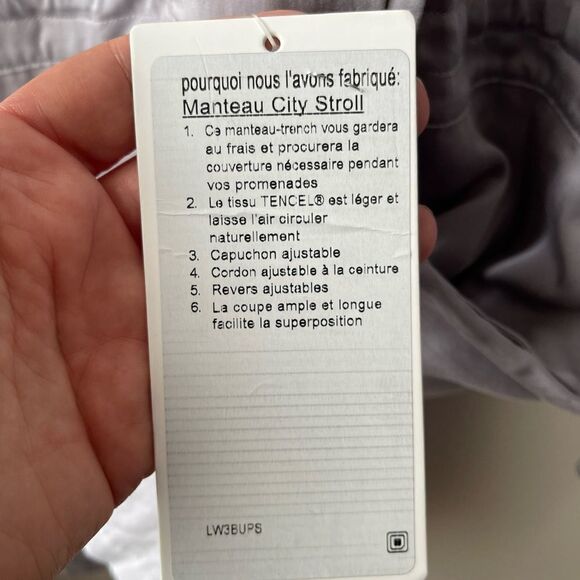 pourquoi nous l'avons fabriqué:
Manteau City Stroll
1. Ce manteau-trench vous gardera
au frais et procurera la
couverture nécessaire pendant
vos promenades
2. Le tissu TENCEL® est léger et
laisse l'air circuler
naturellement
3. Capuchon ajustable
4. Cordon ajustable à la ceinture
5. Revers ajustables
6. La coupe ample et longue
facilite la superposition
LW3BUPS